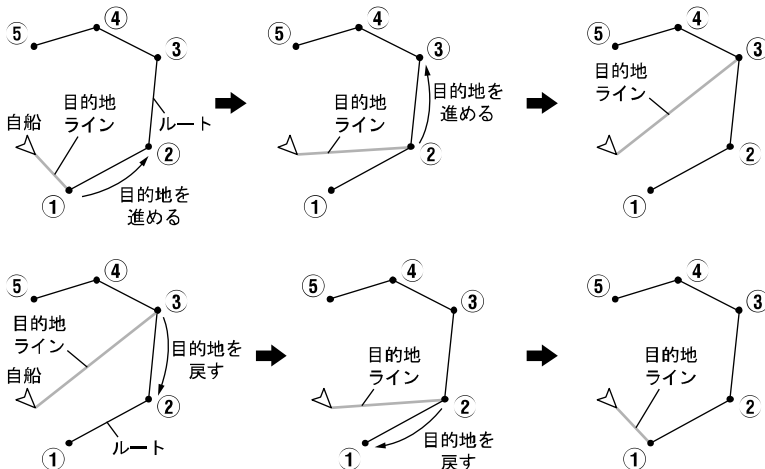 ⑤
④
③
目的地
ライン
自船
ルート
②
①
目的地を
進める
⑤
④
③
目的地を
進める
目的地
ライン
②
①
⑤
④
③
目的地
ライン
②
①
⑤
④
③
目的地
ライン
自船
目的地を
戻す
②
①
ルート
⑤
④
③
目的地
ライン
②
①
目的地を
戻す
⑤
④
③
目的地
ライン
②
①